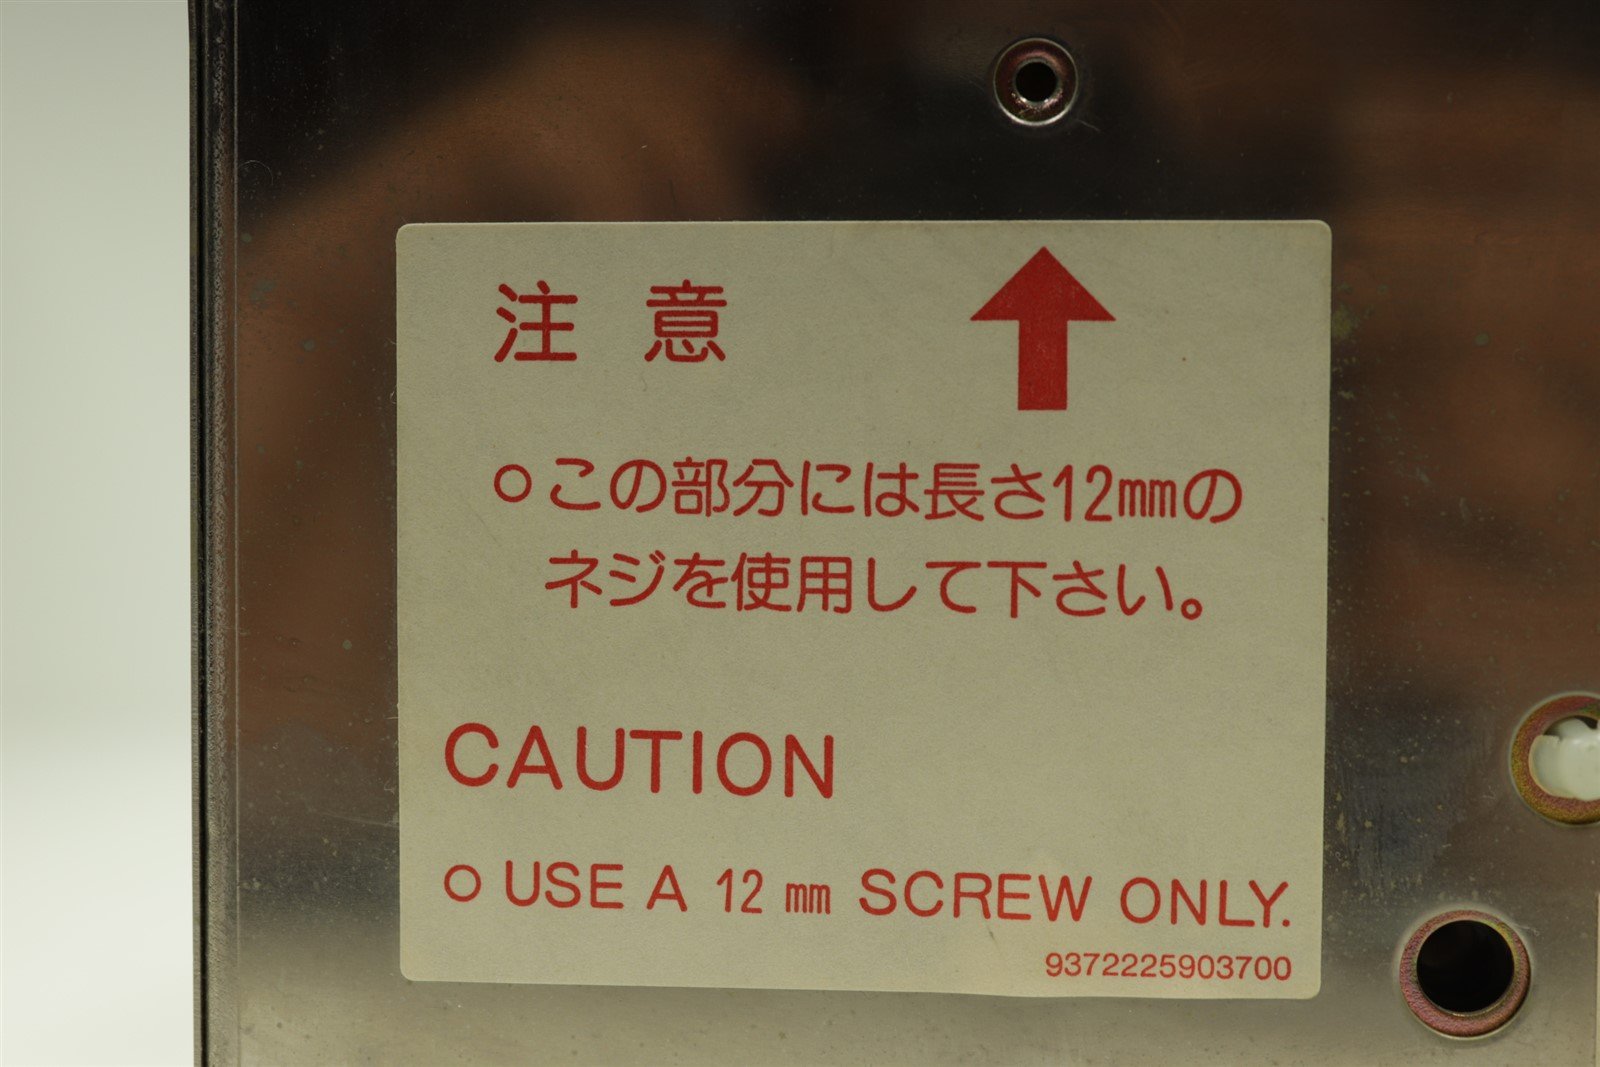 注 意
○この部分には長さ12mmの
ネジを使用して下さい。
CAUTION
○ USE A 12 mm SCREW ONLY.
9372225903700